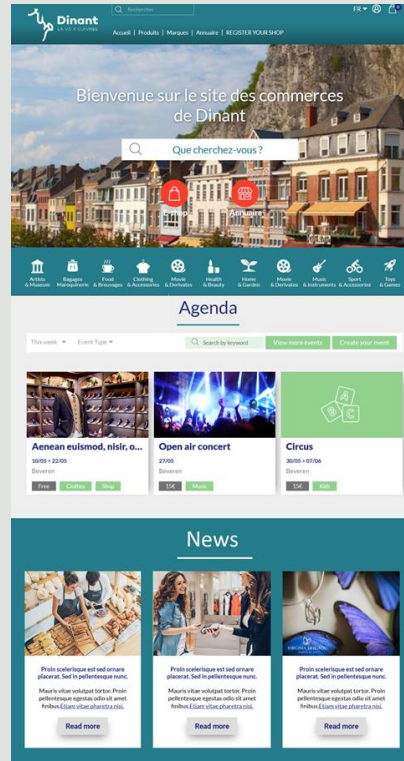 Dinant
FR
Rechercher
Accueil | Produits | Marques | Annuaire | REGISTER YOUR SHOP
Bienvenue sur le site des commerces
de Dinant
Que cherchez-vous ?
Annuaire
Artists & Museum
Bagages Maroquinerie
Food & Breuvages
Clothing & Accessories
Movie & Derivates
Health & Beauty
Home & Garden
Movie & Derivates
Music & Instruments
Sport & Accessories
Toys & Games
Agenda
This week
Event Type
Search by keyword
View more events
Create your event
Aenean euismod, nisir, o...
10/05 > 22/05
Beveren
Free
Clothes
Shop
Open air concert
27/05
Beveren
15€
Music
Circus
30/05 > 07/06
Beveren
15€
Kids
News
Proin scelerisque est sed ornare
placerat. Sed in pellentesque nunc.
Mauris vitae volutpat tortor. Proin
pellentesque egestas odio sit amet
finibus.Etiam vitae pharetra nisi.
Read more
Proin scelerisque est sed ornare
placerat. Sed in pellentesque nunc.
Mauris vitae volutpat tortor. Proin
pellentesque egestas odio sit amet
finibus.Etiam vitae pharetra nisi.
Read more
Proin scelerisque est sed ornare
placerat. Sed in pellentesque nunc.
Mauris vitae volutpat tortor. Proin
pellentesque egestas odio sit amet
finibus.Etiam vitae pharetra nisi.
Read more